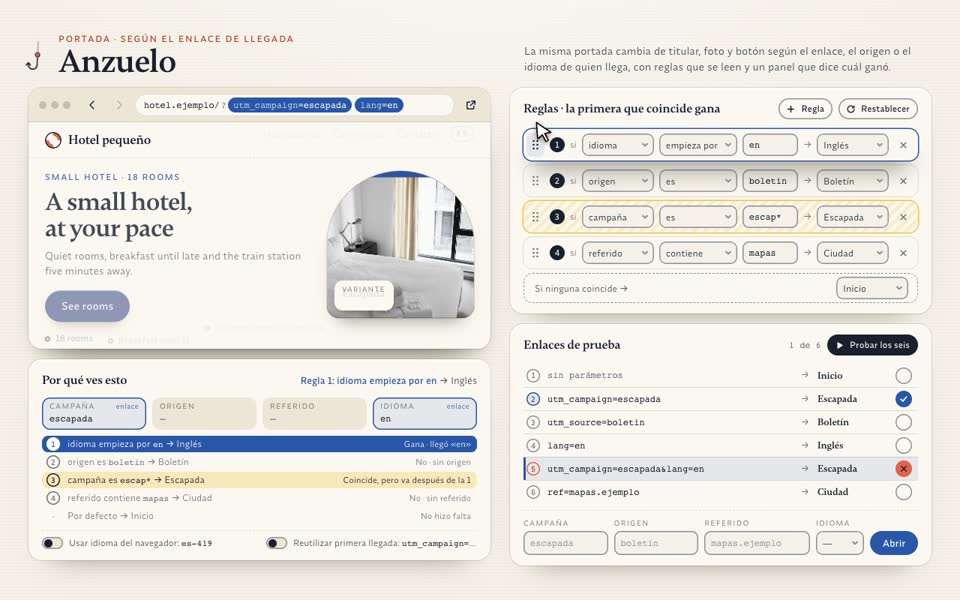 PORTADA · SEGÚN EL ENLACE DE LLEGADA
Anzuelo
La misma portada cambia de titular, foto y botón según el enlace, el origen o el
idioma de quien llega, con reglas que se leen y un panel que dice cuál ganó.
hotel.ejemplo/ ? utm_campaign=escapada lang=en
Hotel pequeño
ES
SMALL HOTEL · 18 ROOMS
A small hotel,
at your pace
Quiet rooms, breakfast until late and the train station
five minutes away.
See rooms
VARIANTE
18 rooms
Por qué ves esto
Regla 1: idioma empieza por en → Inglés
CAMPAÑA enlace
escapada
ORIGEN
—
REFERIDO
—
IDIOMA enlace
en
1 idioma empieza por en → Inglés Gana · llegó «en»
2 origen es boletin → Boletín No · sin origen
3 campaña es escap* → Escapada Coincide, pero va después de la 1
4 referido contiene mapas → Ciudad No · sin referido
· Por defecto → Inicio No hizo falta
Usar idioma del navegador: es-419
Reutilizar primera llegada: utm_campaign=…
Reglas · la primera que coincide gana
+ Regla
Restablecer
1 si idioma empieza por en → Inglés ×
2 si origen es boletin → Boletín ×
3 si campaña es escap* → Escapada ×
4 si referido contiene mapas → Ciudad ×
Si ninguna coincide → Inicio
Enlaces de prueba
1 de 6
Probar los seis
1 sin parámetros → Inicio
2 utm_campaign=escapada → Escapada
3 utm_source=boletin → Boletín
4 lang=en → Inglés
5 utm_campaign=escapada&lang=en → Escapada
6 ref=mapas.ejemplo → Ciudad
CAMPAÑA ORIGEN REFERIDO IDIOMA
escapada boletin mapas.ejemplo — Abrir